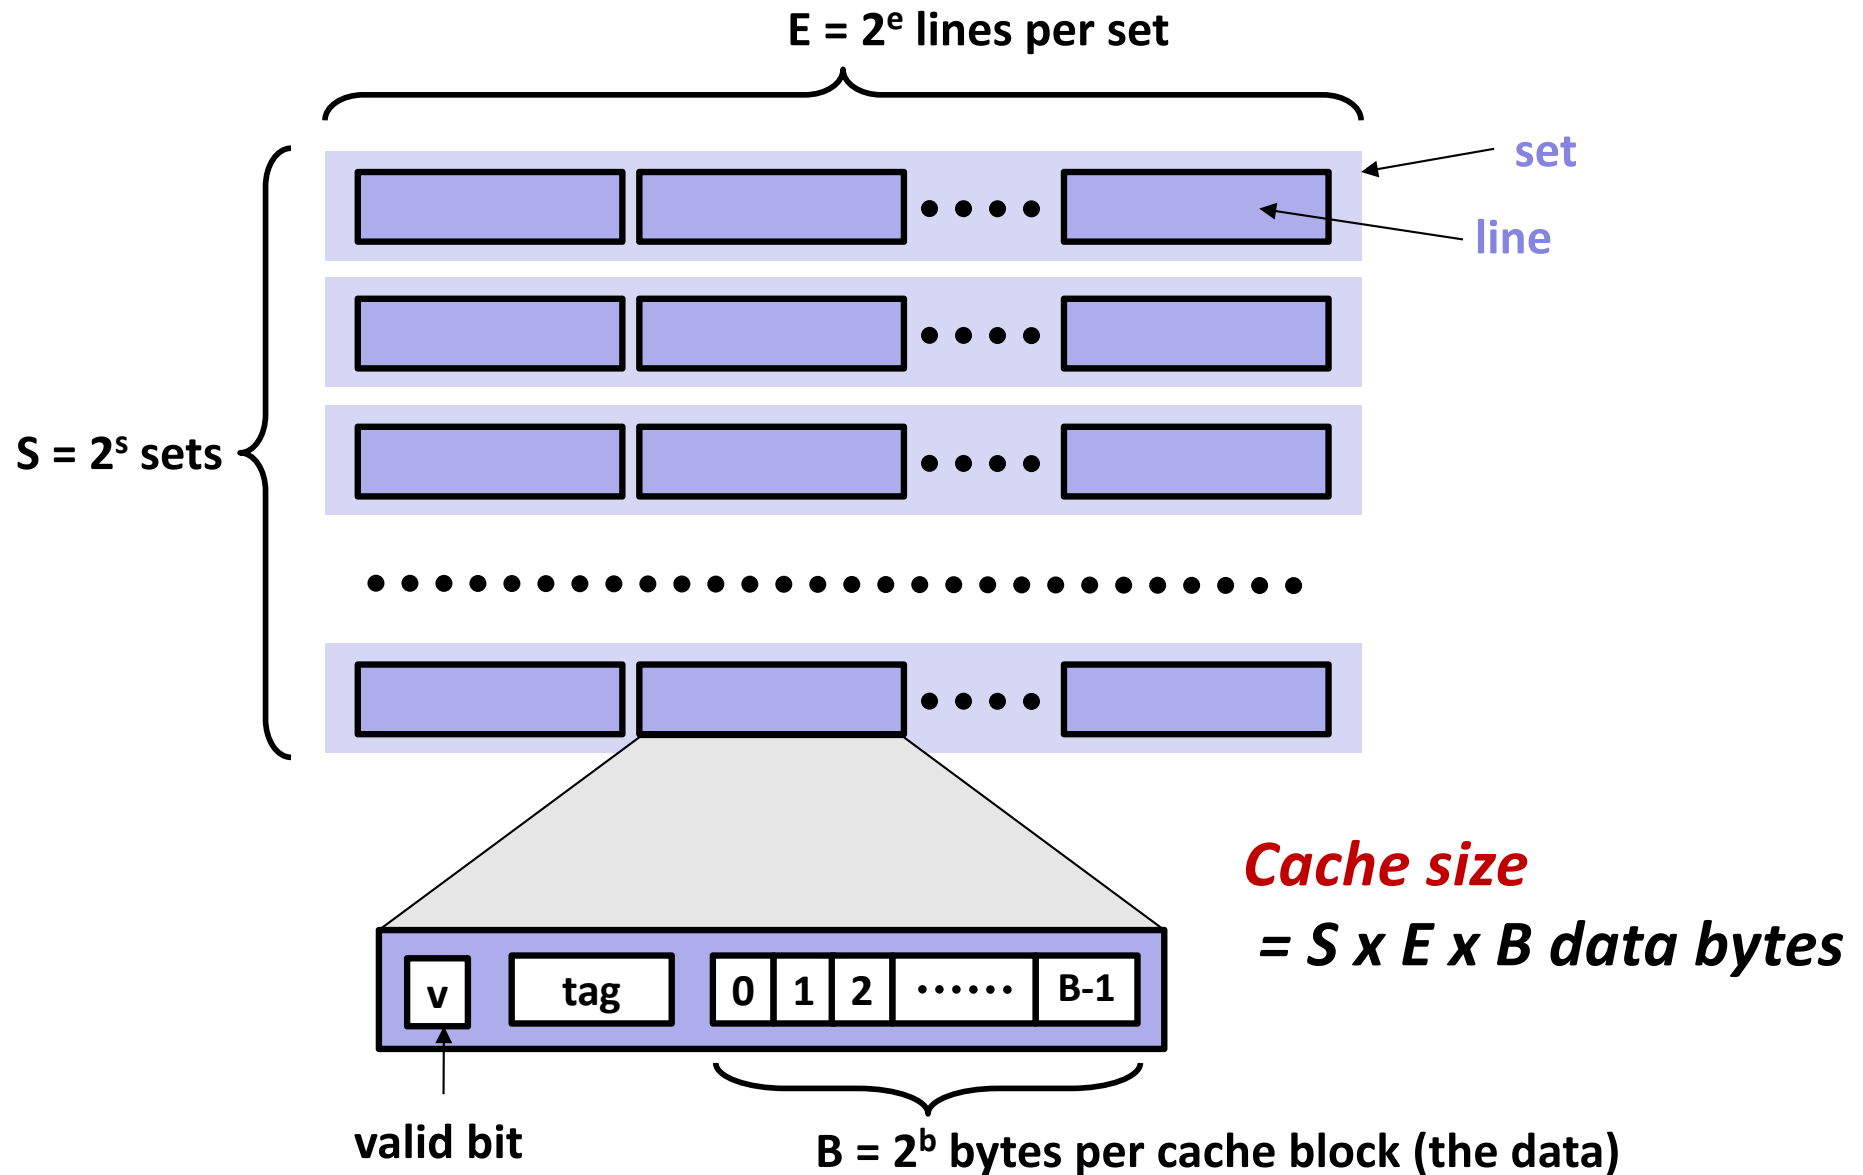 E = 2ᵉ lines per set
set
line
S = 2ˢ sets
Cache size
= S x E x B data bytes
v
tag
0
1
2
······
B-1
valid bit
B = 2ᵇ bytes per cache block (the data)